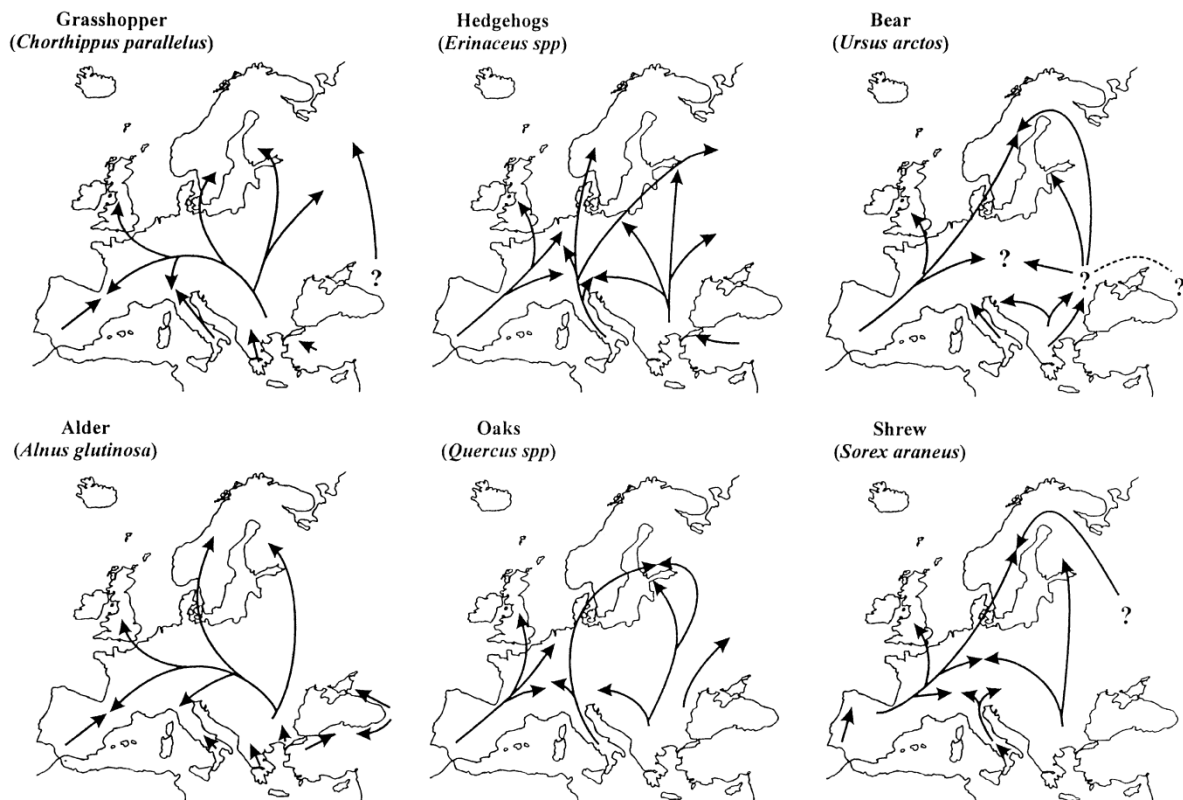 Grasshopper
(Chorthippus parallelus)
Hedgehogs
(Erinaceus spp)
Bear
(Ursus arctos)
?
?
?
?
Alder
(Alnus glutinosa)
Oaks
(Quercus spp)
Shrew
(Sorex araneus)
?